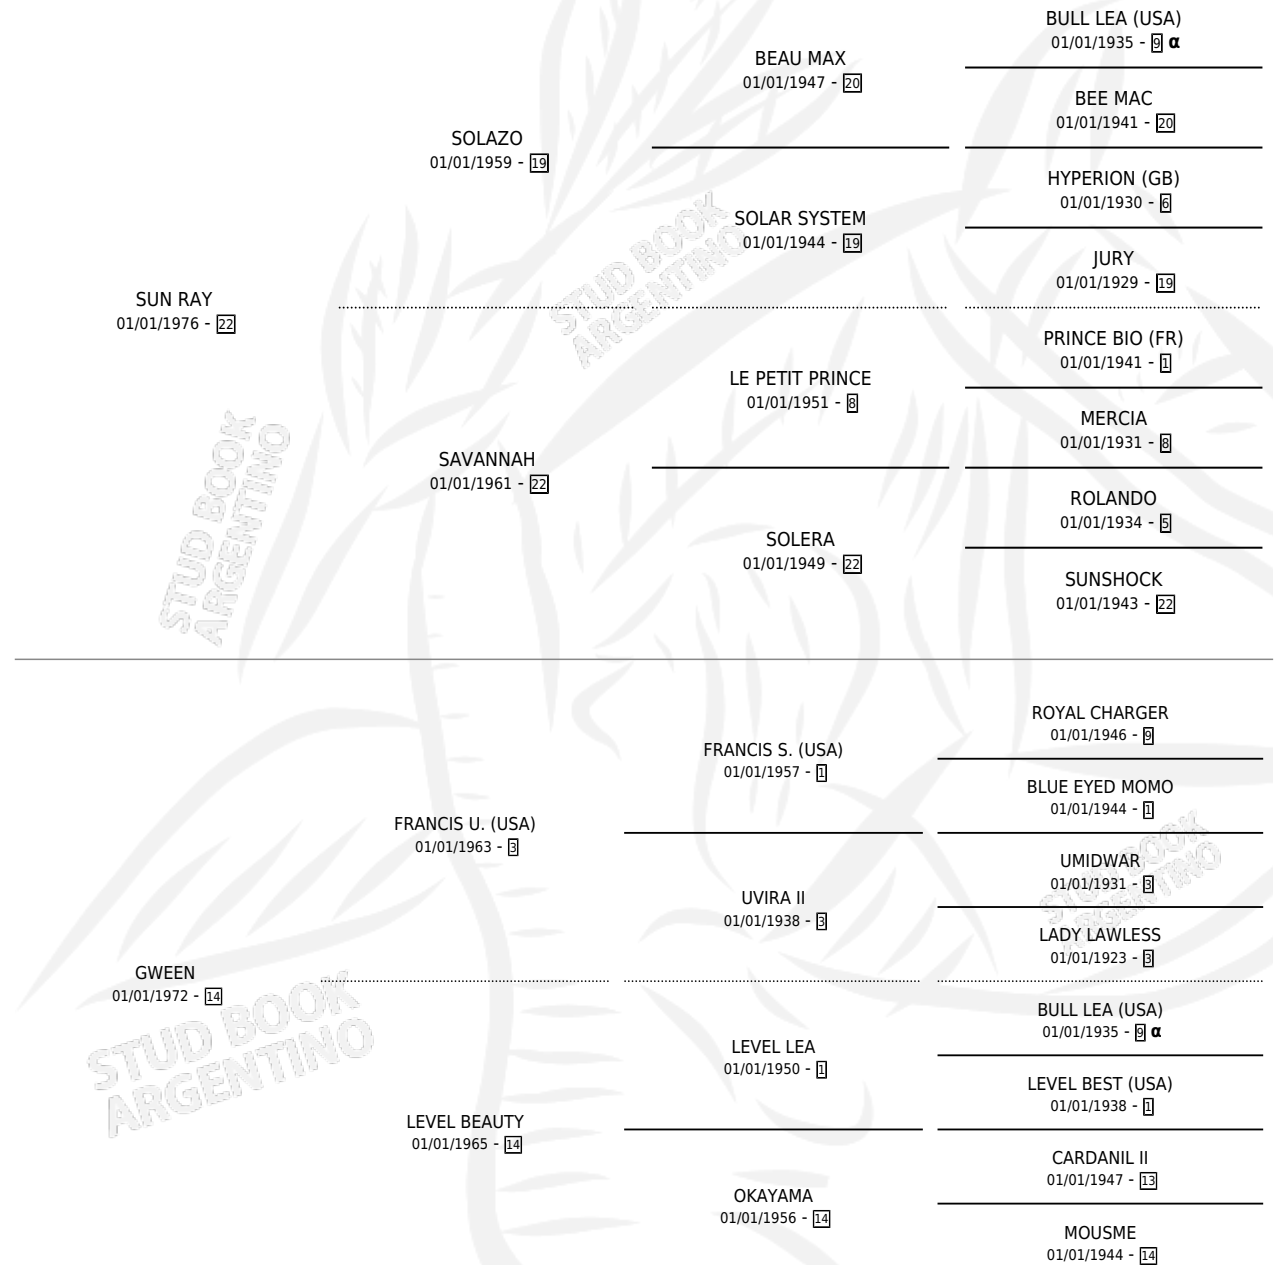 BULL LEA (USA)
01/01/1935 - 9 α
BEAU MAX
01/01/1947 - 20
BEE MAC
01/01/1941 - 20
SOLAZO
01/01/1959 - 19
HYPERION (GB)
01/01/1930 - 6
SOLAR SYSTEM
01/01/1944 - 19
JURY
01/01/1929 - 19
SUN RAY
01/01/1976 - 22
PRINCE BIO (FR)
01/01/1941 - 1
LE PETIT PRINCE
01/01/1951 - 8
MERCIA
01/01/1931 - 8
SAVANNAH
01/01/1961 - 22
ROLANDO
01/01/1934 - 5
SOLERA
01/01/1949 - 22
SUNSHOCK
01/01/1943 - 22
STUD BOOK
ARGENTINO
STUD BOOK
ARGENTINO
ROYAL CHARGER
01/01/1946 - 9
FRANCIS S. (USA)
01/01/1957 - 1
BLUE EYED MOMO
01/01/1944 - 1
FRANCIS U. (USA)
01/01/1963 - 3
UMIDWAR
01/01/1931 - 3
UVIRA II
01/01/1938 - 3
LADY LAWLESS
01/01/1923 - 3
GWEEN
01/01/1972 - 14
BULL LEA (USA)
01/01/1935 - 9 α
LEVEL LEA
01/01/1950 - 1
LEVEL BEST (USA)
01/01/1938 - 1
LEVEL BEAUTY
01/01/1965 - 14
CARDANIL II
01/01/1947 - 13
OKAYAMA
01/01/1956 - 14
MOUSME
01/01/1944 - 14
STUD BOOK
ARGENTINO
STUD BOOK
ARGENTINO